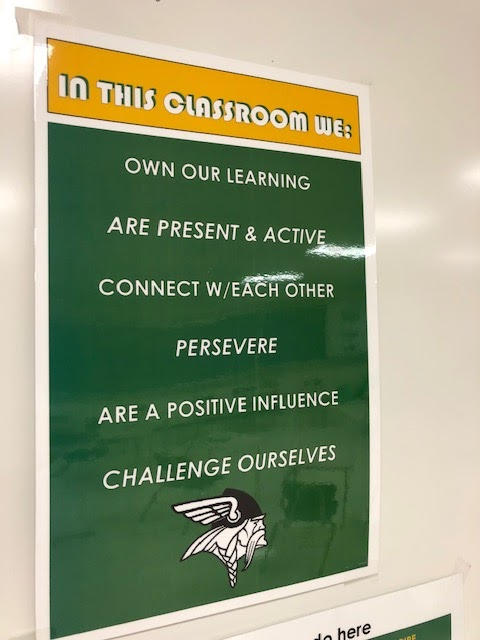 IN THIS CLASSROOM WE:
OWN OUR LEARNING
ARE PRESENT & ACTIVE
CONNECT W/EACH OTHER
PERSEVERE
ARE A POSITIVE INFLUENCE
CHALLENGE OURSELVES
do here